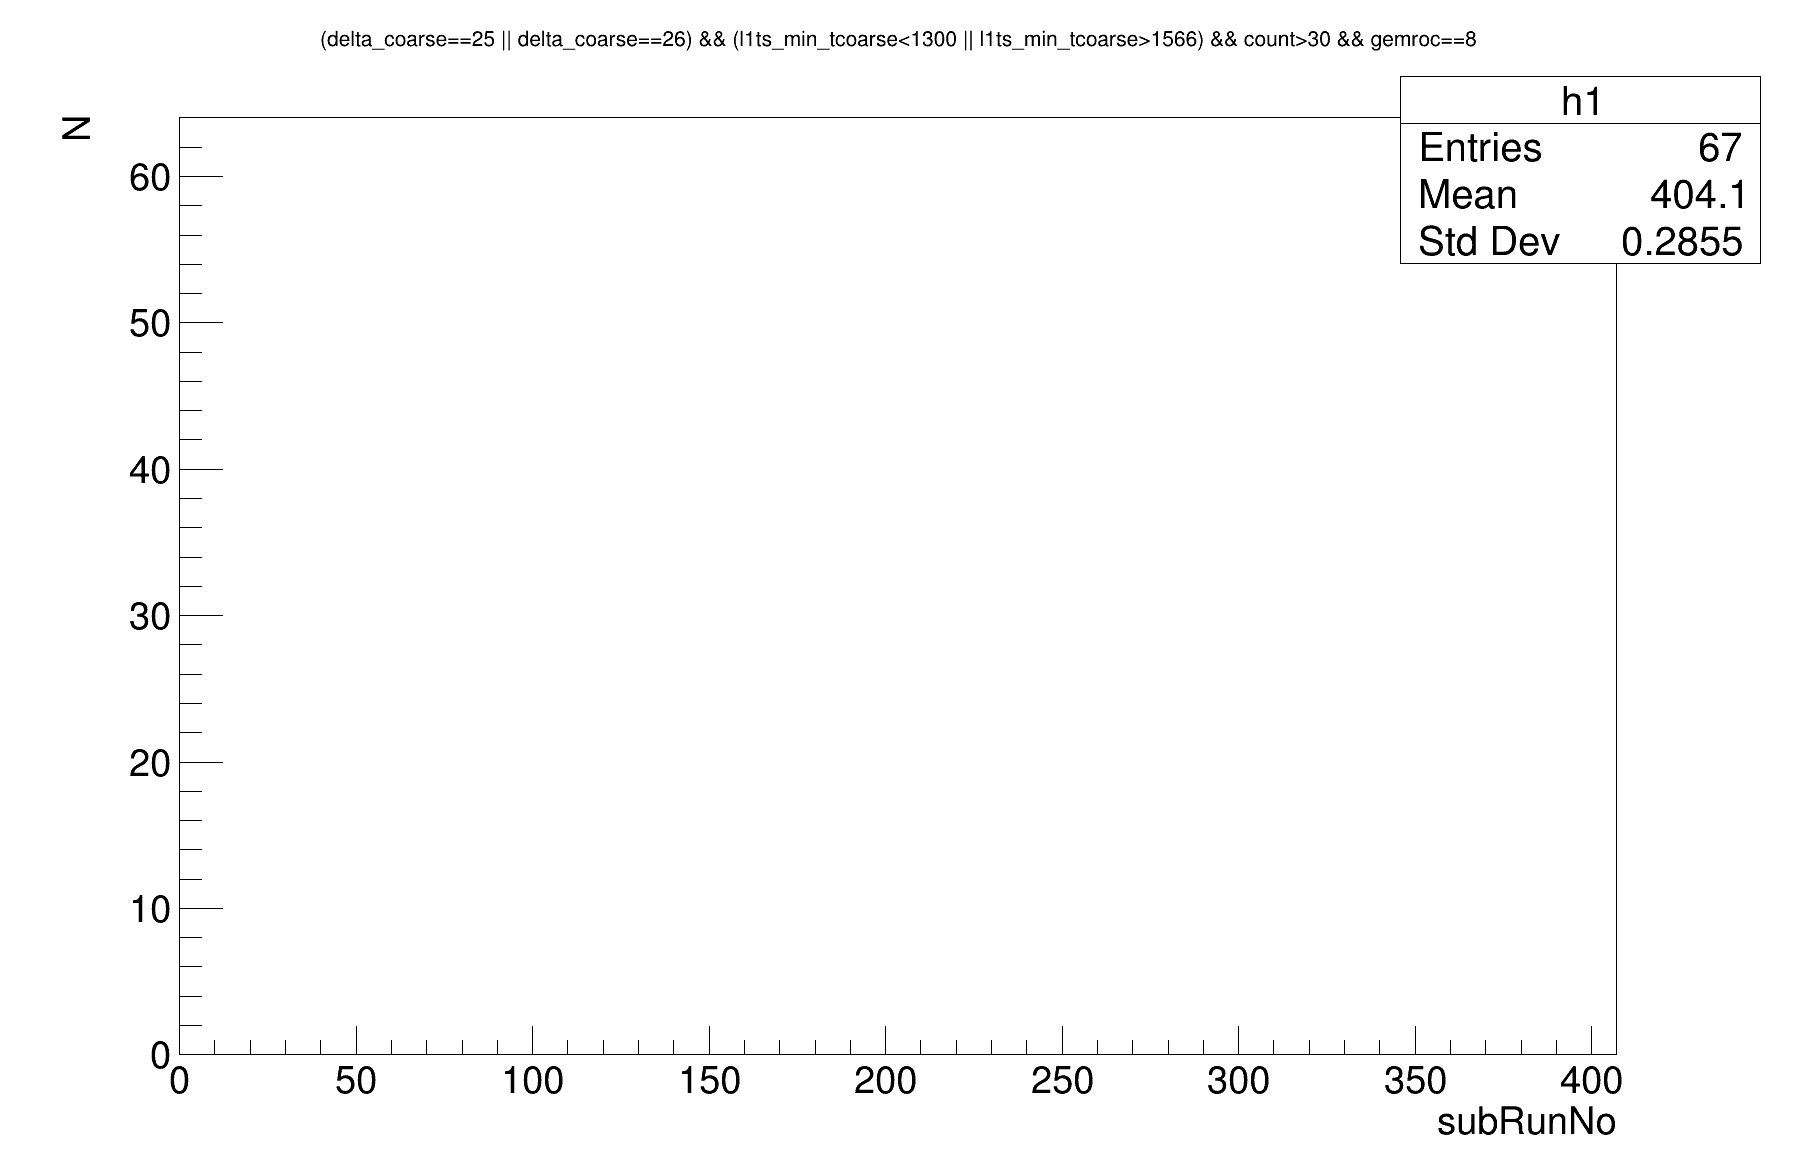 (delta_coarse==25 || delta_coarse==26) && (l1ts_min_tcoarse<1300 || l1ts_min_tcoarse>1566) && count>30 && gemroc==8
h1
Entries 67
Mean 404.1
Std Dev 0.2855
N
60
50
40
30
20
10
0
0 50 100 150 200 250 300 350 400
subRunNo